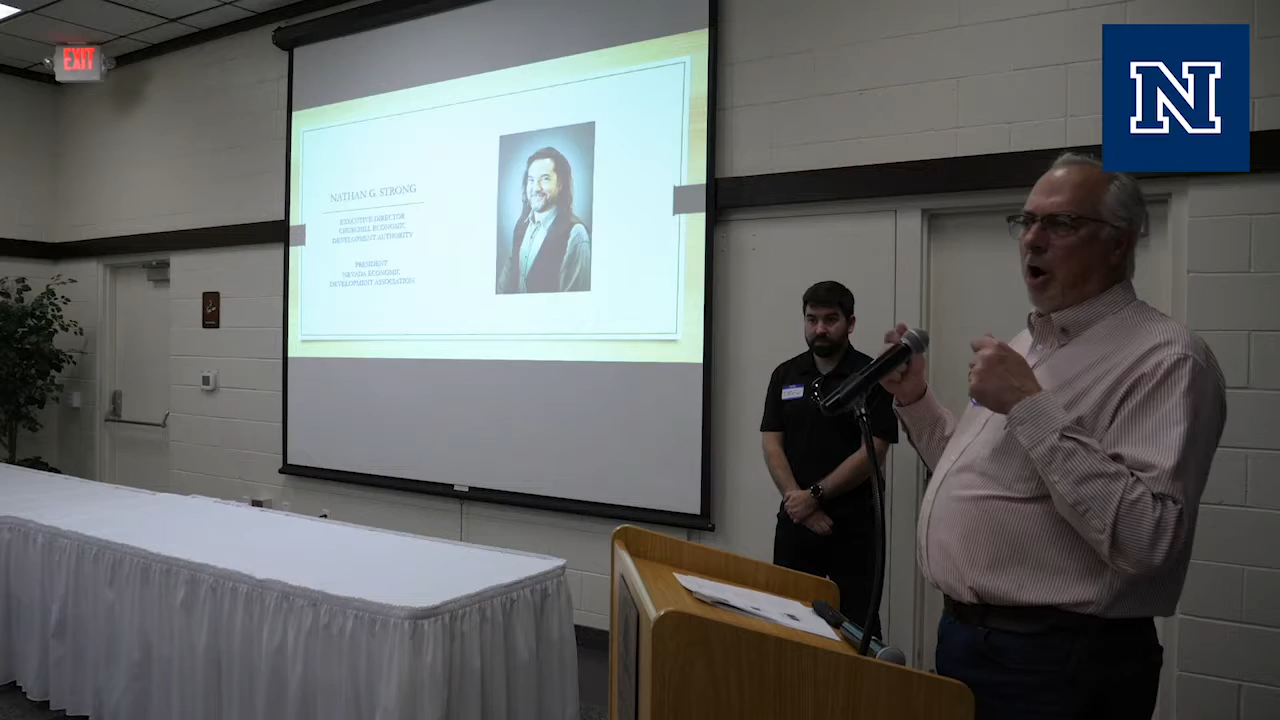 EXIT
N
NATHAN G. STRONG
EXECUTIVE DIRECTOR
CHURCHILL ECONOMIC
DEVELOPMENT AUTHORITY
PRESIDENT
NEVADA ECONOMIC
DEVELOPMENT ASSOCIATION